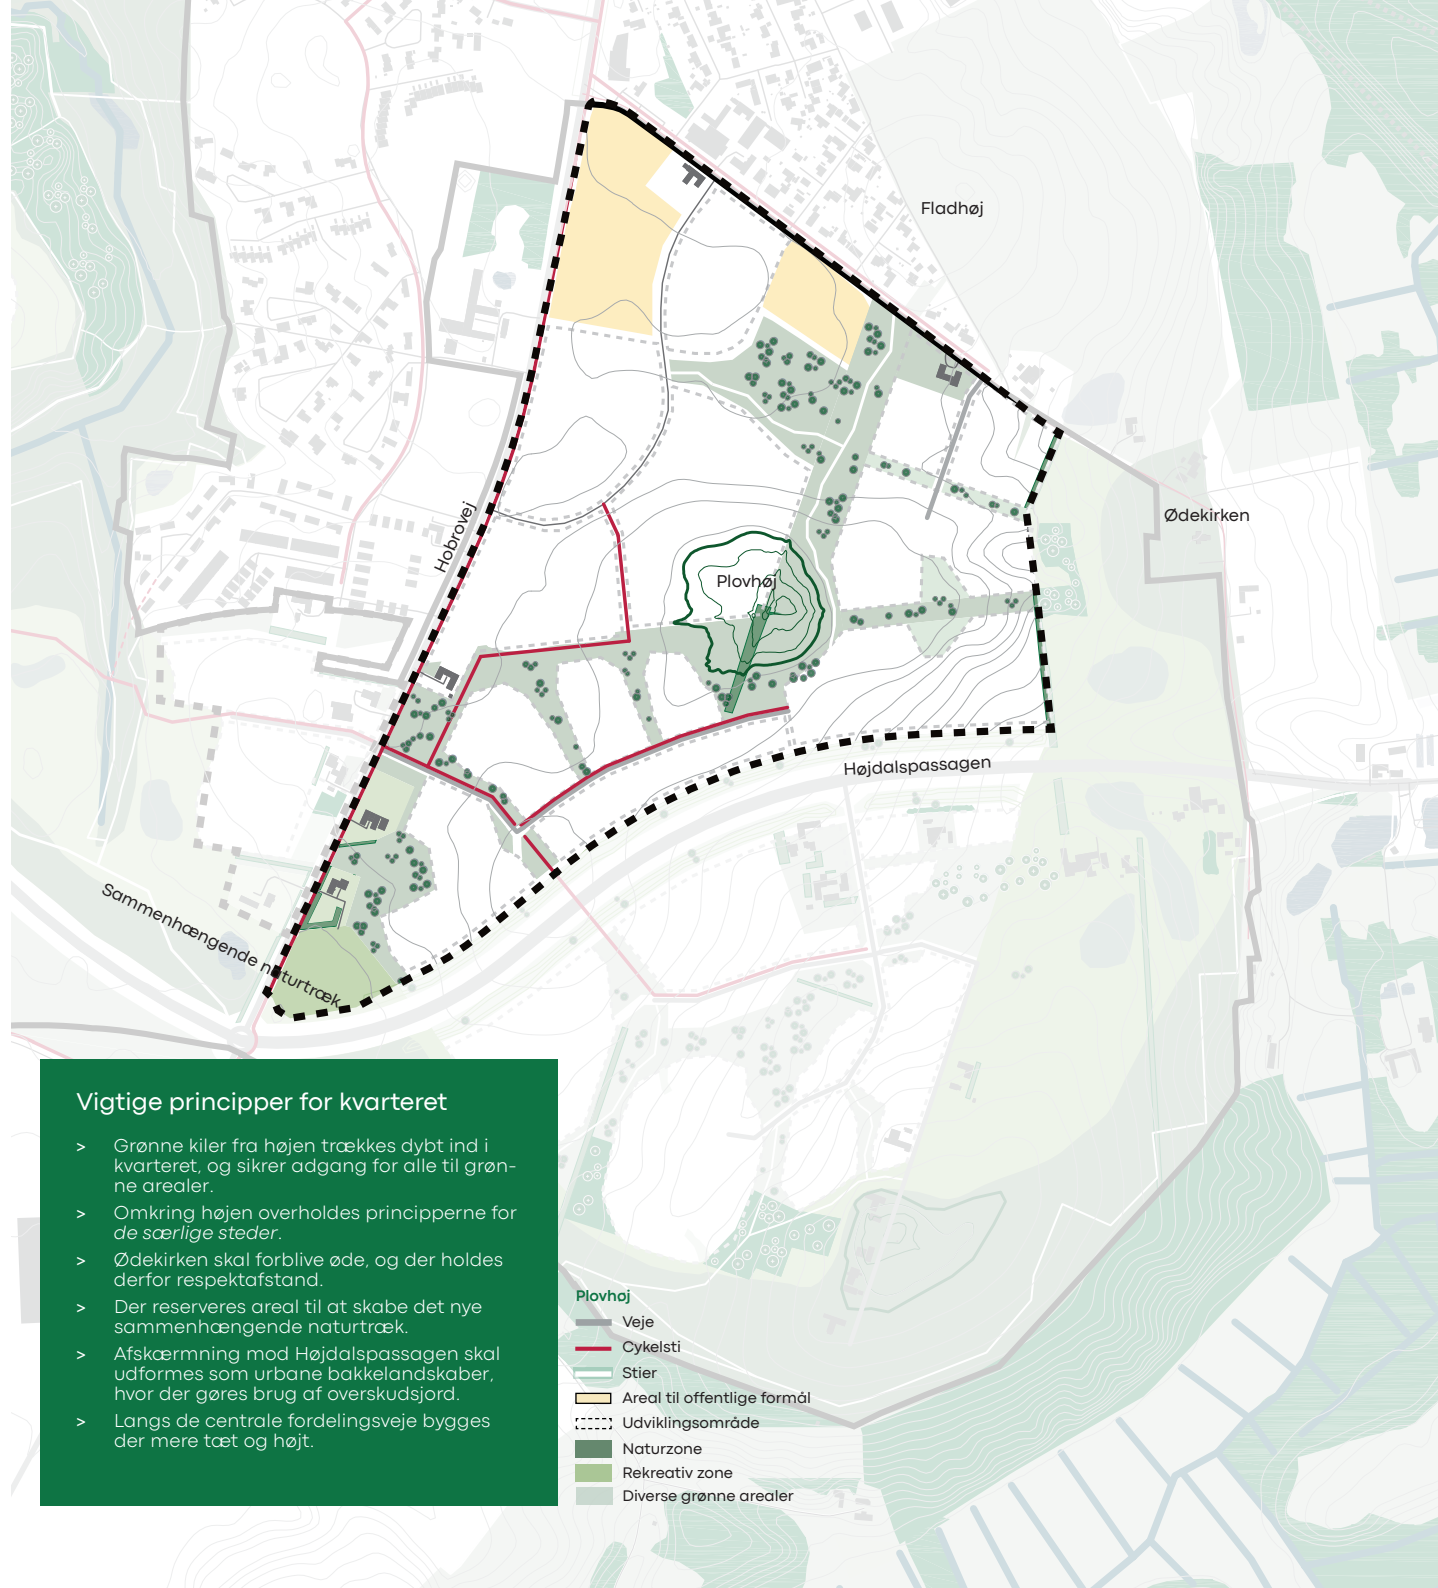 Fladhøj
Ødekirken
Hobrovej
Plovhøj
Højdalspassagen
Sammenhængende naturtræk
Vigtige principper for kvarteret
> Grønne kiler fra højen trækkes dybt ind i
kvarteret, og sikrer adgang for alle til grøn-
ne arealer.
> Omkring højen overholdes principperne for
de særlige steder.
> Ødekirken skal forblive øde, og der holdes
derfor respektafstand.
> Der reserveres areal til at skabe det nye
sammenhængende naturtræk.
> Afskærmning mod Højdalspassagen skal
udformes som urbane bakkelandskaber,
hvor der gøres brug af overskudsjord.
> Langs de centrale fordelingsveje bygges
der mere tæt og højt.
Plovhøj
Veje
Cykelsti
Stier
Areal til offentlige formål
Udviklingsområde
Naturzone
Rekreativ zone
Diverse grønne arealer